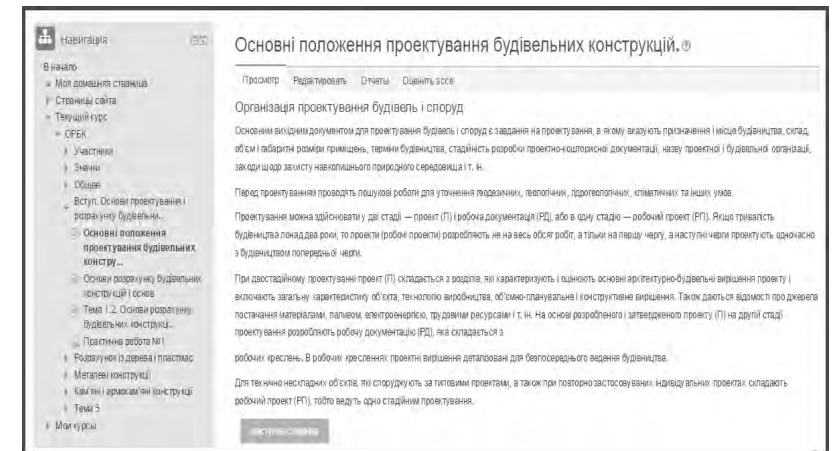 Навигация
В начало
Моя домашняя страница
Страницы сайта
Текущий курс
ОРБК
Участники
Значки
Общее
Вступ. Основи проектування і
розрахунку будівельни...
Основні положення
проектування будівельних
констру...
Основи розрахунку будівельних
конструкцій і основ
Тема 1.2. Основи розрахунку
будівельних конструкці...
Практична робота №1
Розрахунок із дерева і пластмас
Металеві конструкції
Кам'яні і армокам'яні конструкції
Тема 5
Мои курсы
Основні положення проектування будівельних конструкцій.
Просмотр Редактировать Отчеты Оценить эссе
Організація проектування будівель і споруд
Основним вихідним документом для проектування будівель і споруд є завдання на проектування, в якому вказують призначення і місце будівництва, склад,
об'єм і габаритні розміри приміщень, терміни будівництва, стадійність розробки проектно-кошторисної документації, назву проектної і будівельної організації,
заходи щодо захисту навколишнього природного середовища і т. ін.
Перед проектуванням проводять пошукові роботи для уточнення геодезичних, геологічних, гідрогеологічних, кліматичних та інших умов.
Проектування можна здійснювати у дві стадії — проект (П) і робоча документація (РД), або в одну стадію — робочий проект (РП). Якщо тривалість
будівництва понад два роки, то проекти (робочі проекти) розробляють не на весь обсяг робіт, а тільки на першу чергу, а наступні черги проектують одночасно
з будівництвом попередньої черги.
При двостадійному проектуванні проект (П) складається з розділів, які характеризують і оцінюють основні архітектурно-будівельні вирішення проекту і
включають загальну характеристику об'єкта, технологію виробництва, об'ємно-планувальне і конструктивне вирішення. Також даються відомості про джерела
постачання матеріалами, паливом, електроенергією, трудовими ресурсами і т. ін. На основі розробленого і затвердженого проекту (П) на другій стадії
проектування розробляють робочу документацію (РД), яка складається з
робочих креслень. В робочих кресленнях проектні вирішення деталізовані для безпосереднього ведення будівництва.
Для технічно нескладних об'єктів, які споруджують за типовими проектами, а також при повторно застосовуваних індивідуальних проектах складають
робочий проект (РП), тобто ведуть одно стадійним проектування.